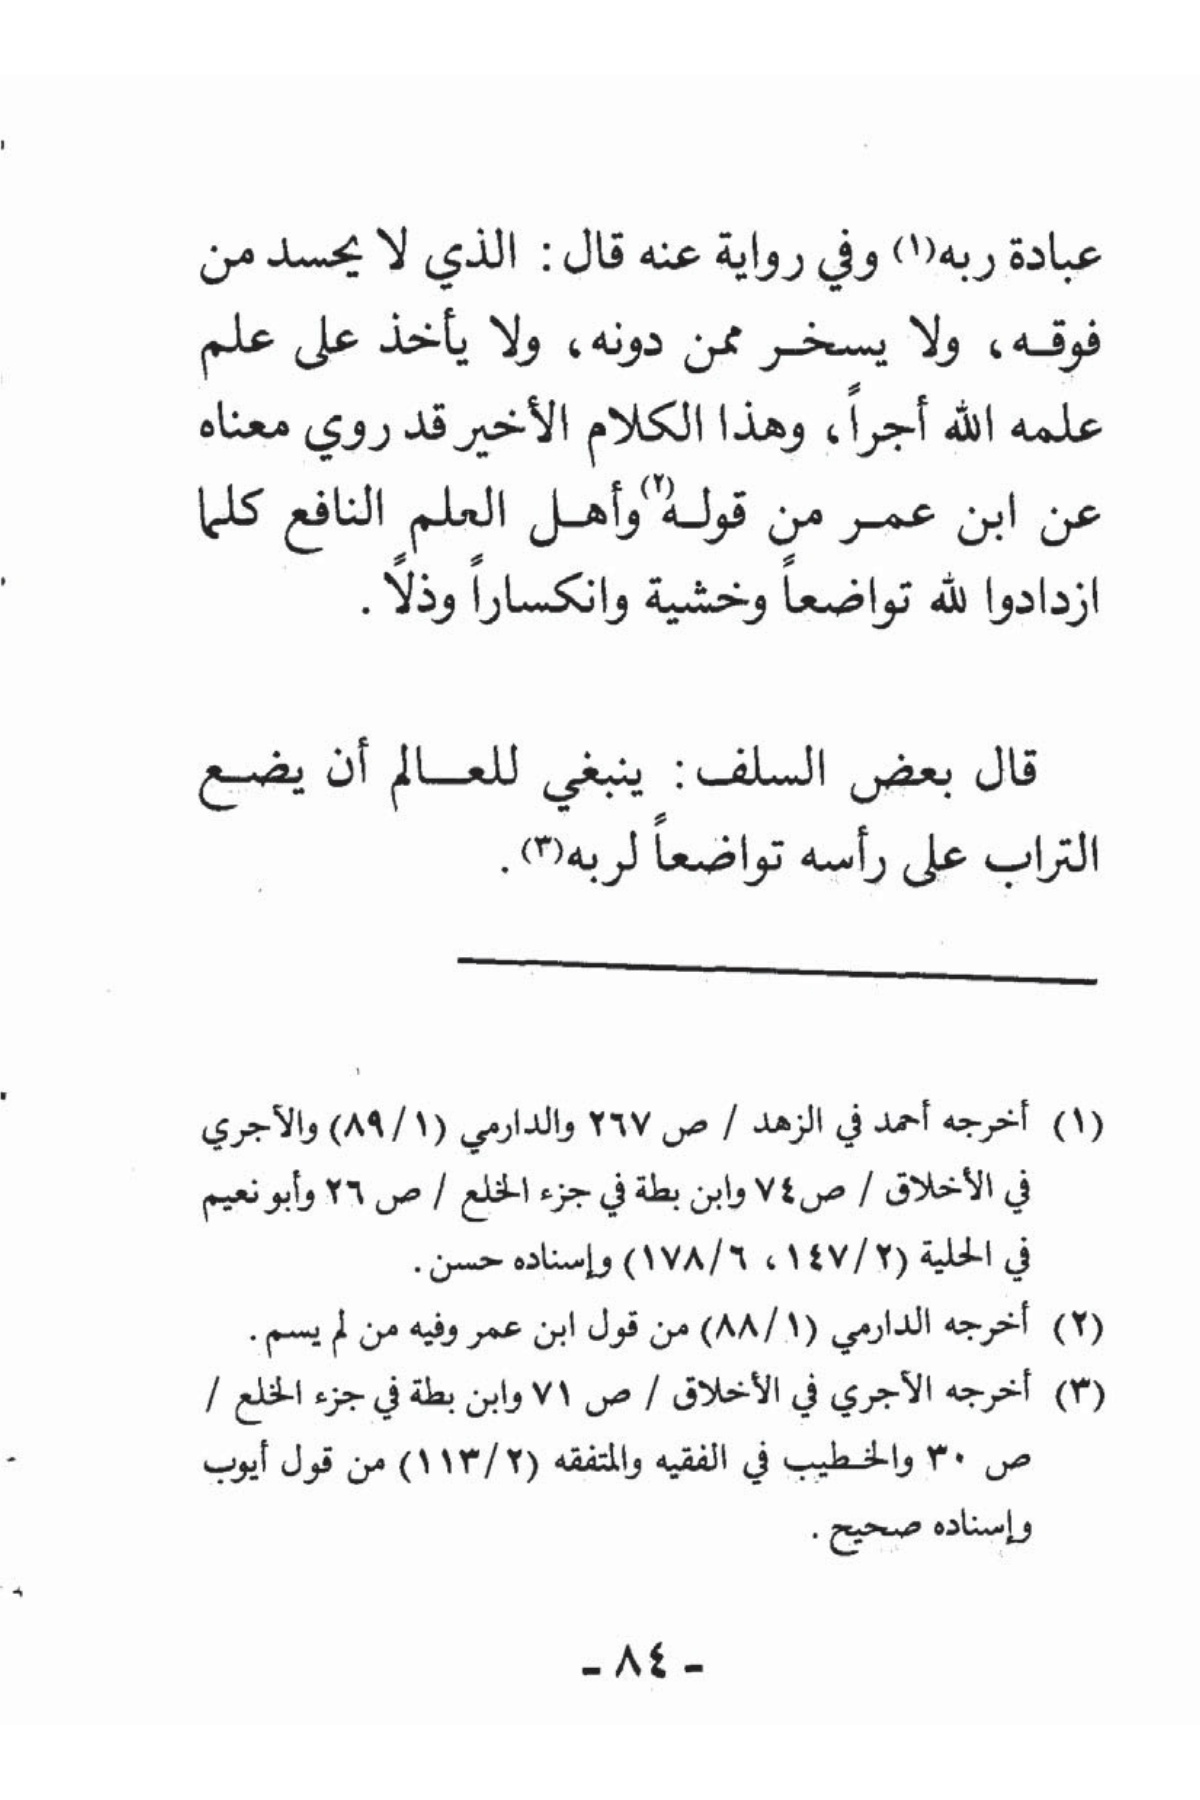 عبادة ربه(١) وفي رواية عنه قال: الذي لا يحسد من
فوقه، ولا يسخر ممن دونه، ولا يأخذ على علم
علمه الله أجراً، وهذا الكلام الأخير قد روي معناه
عن ابن عمر من قوله(٢) وأهل العلم النافع كلما
ازدادوا لله تواضعاً وخشية وانكساراً وذلاً .
قال بعض السلف: ينبغي للعالم أن يضع
التراب على رأسه تواضعاً لربه(٣) .
(١) أخرجه أحمد في الزهد / ص ٢٦٧ والدارمي (١/ ٨٩) والآجري
في الأخلاق / ص٧٤ وابن بطة في جزء الخلع / ص ٢٦ وأبو نعيم
في الحلية (٢/ ١٤٧، ٦/ ١٧٨) وإسناده حسن.
(٢) أخرجه الدارمي (١/ ٨٨) من قول ابن عمر وفيه من لم يسم .
(٣) أخرجه الآجري في الأخلاق / ص ٧١ وابن بطة في جزء الخلع /
ص ٣٠ والخطيب في الفقيه والمتفقه (٢/ ١١٣) من قول أيوب
وإسناده صحيح .
- ٨٤ -